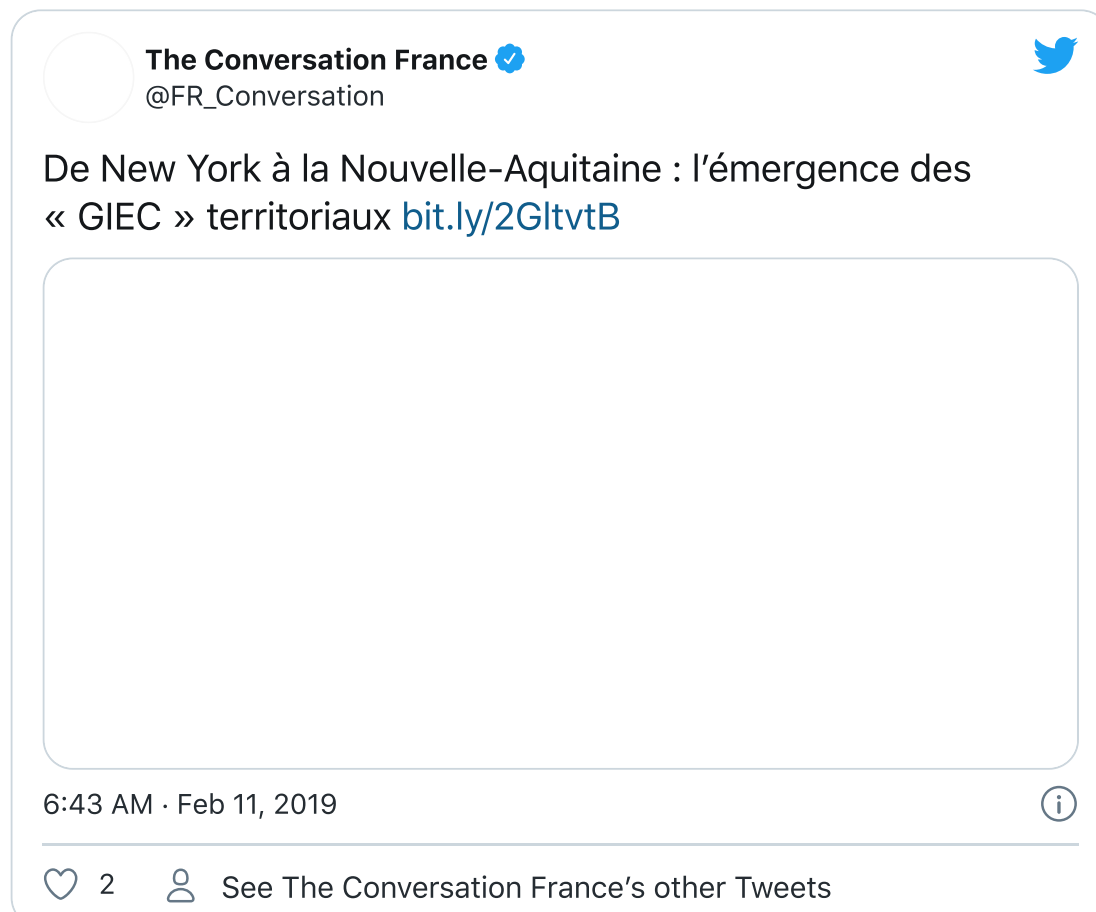 The Conversation France
@FR_Conversation
De New York à la Nouvelle-Aquitaine : l’émergence des
« GIEC » territoriaux bit.ly/2GltvtB
6:43 AM · Feb 11, 2019
2
See The Conversation France’s other Tweets